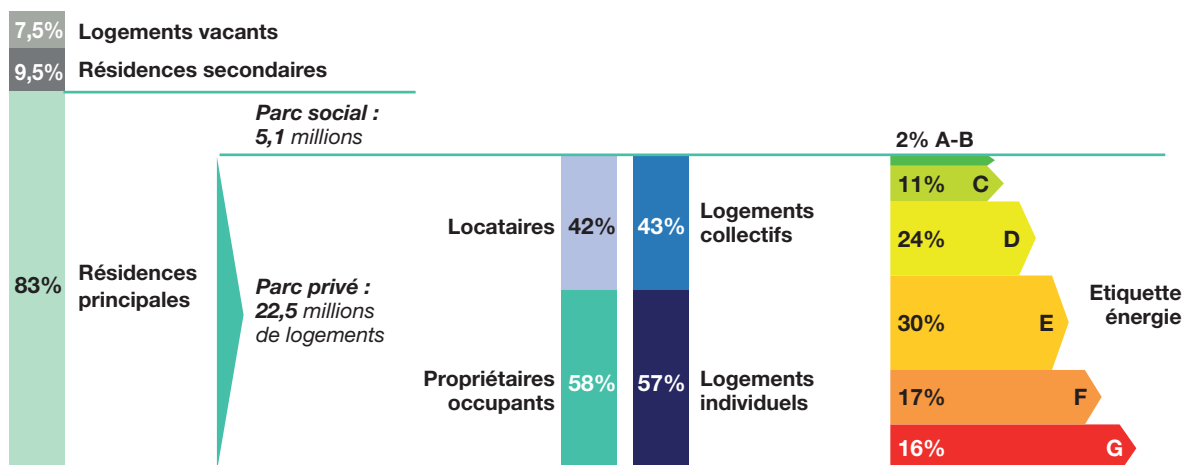 7,5% Logements vacants
9,5% Résidences secondaires
83% Résidences
principales
Parc social :
5,1 millions
Parc privé :
22,5 millions
de logements
Locataires 42%
Propriétaires
occupants 58%
43% Logements
collectifs
57% Logements
individuels
2% A-B
11% C
24% D
30% E
17% F
16% G
Etiquette
énergie